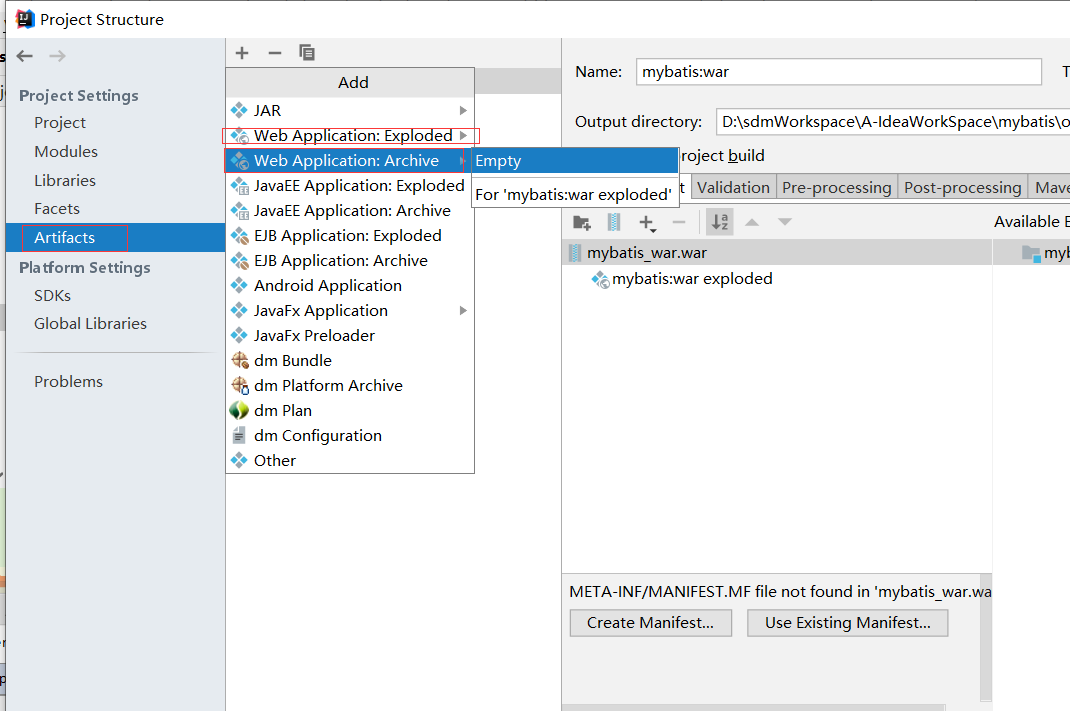 Project Structure
Project Settings
Project
Modules
Libraries
Facets
Artifacts
Platform Settings
SDKs
Global Libraries
Problems
Add
JAR
Web Application: Exploded
Web Application: Archive
JavaEE Application: Exploded
JavaEE Application: Archive
EJB Application: Exploded
EJB Application: Archive
Android Application
JavaFx Application
JavaFx Preloader
dm Bundle
dm Platform Archive
dm Plan
dm Configuration
Other
Empty
For 'mybatis:war exploded'
Name: mybatis:war
Output directory: D:\sdmWorkspace\A-IdeaWorkSpace\mybatis\o
roject build
t Validation Pre-processing Post-processing Mave
Available E
mybatis_war.war
myb
mybatis:war exploded
META-INF/MANIFEST.MF file not found in 'mybatis_war.wa
Create Manifest... Use Existing Manifest...